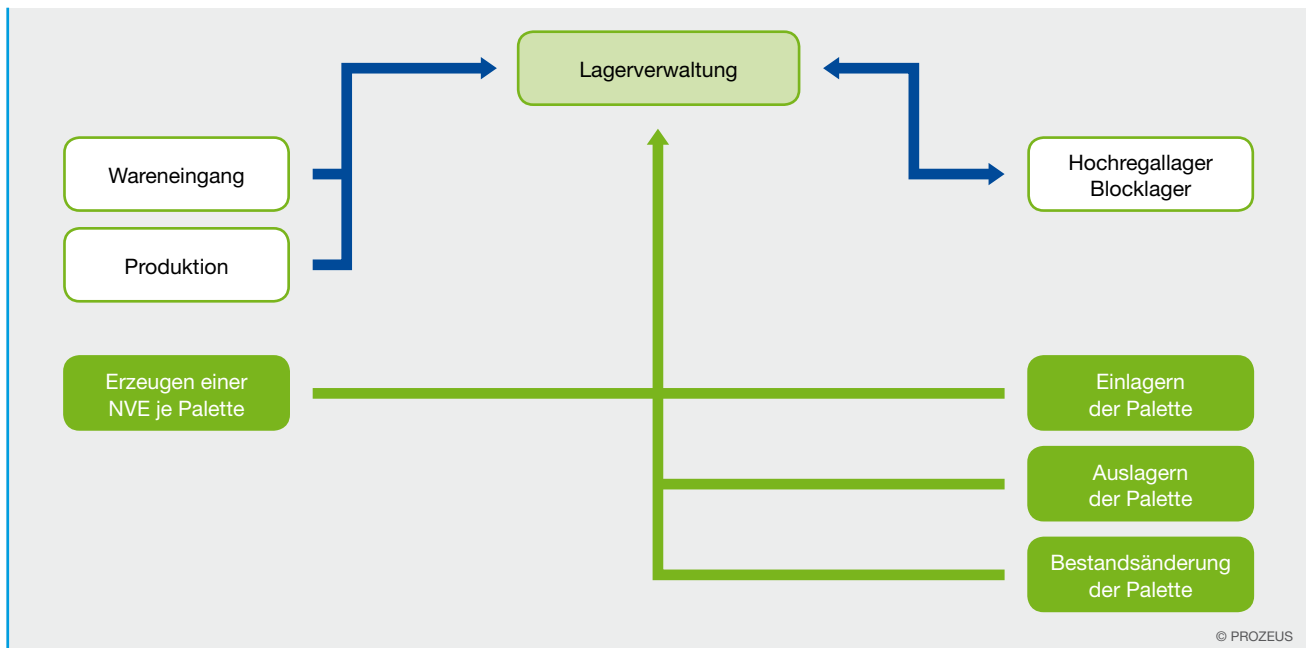 Lagerverwaltung
Wareneingang
Hochregallager
Blocklager
Produktion
Erzeugen einer
NVE je Palette
Einlagern
der Palette
Auslagern
der Palette
Bestandsänderung
der Palette
© PROZEUS